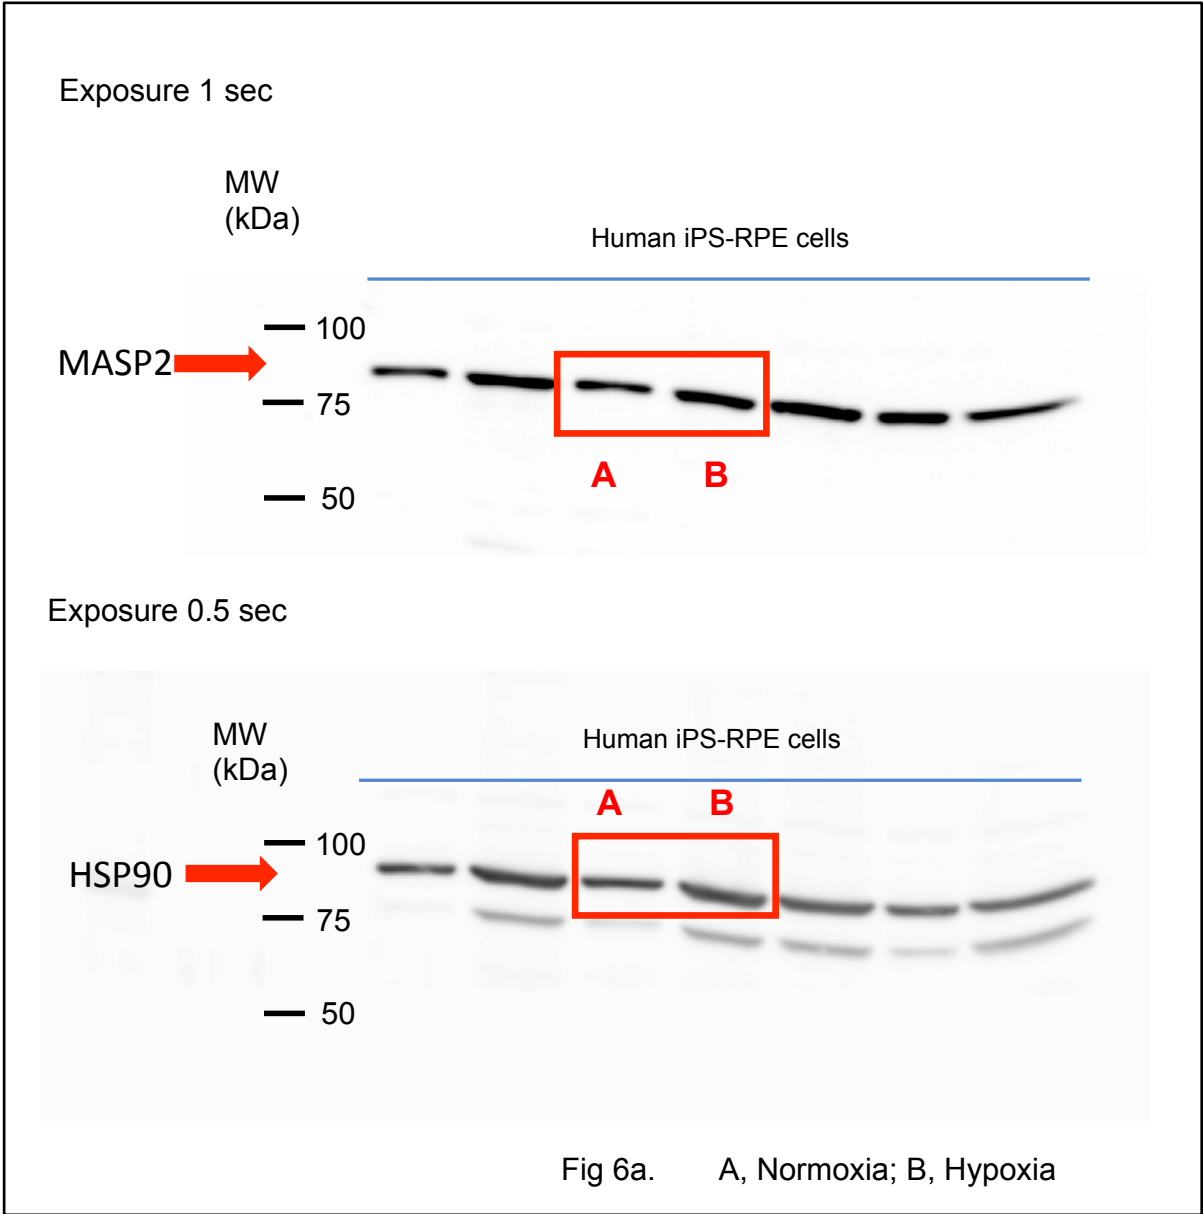 Exposure 1 sec
MW
(kDa)
Human iPS-RPE cells
100
MASP2
75
A B
50
Exposure 0.5 sec
MW
(kDa)
Human iPS-RPE cells
A B
100
HSP90
75
50
Fig 6a. A, Normoxia; B, Hypoxia